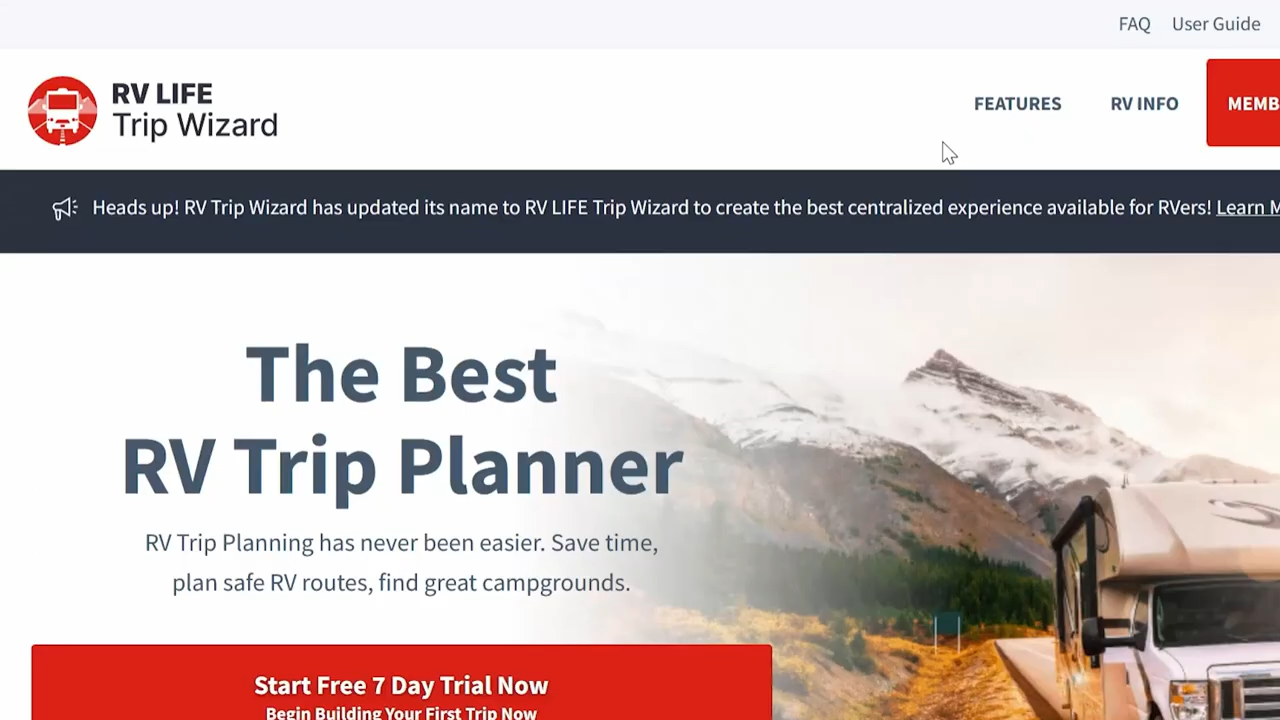 FAQ User Guide
RV LIFE
Trip Wizard
FEATURES RV INFO MEMB
Heads up! RV Trip Wizard has updated its name to RV LIFE Trip Wizard to create the best centralized experience available for RVers! Learn M
The Best
RV Trip Planner
RV Trip Planning has never been easier. Save time,
plan safe RV routes, find great campgrounds.
Start Free 7 Day Trial Now
Begin Building Your First Trip Now